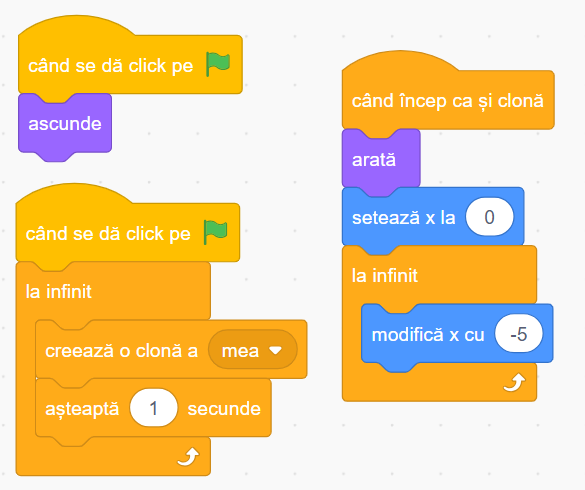 când se dă click pe
ascunde
când se dă click pe
la infinit
creează o clonă a mea
așteaptă 1 secunde
când încep ca și clonă
arată
setează x la 0
la infinit
modifică x cu -5